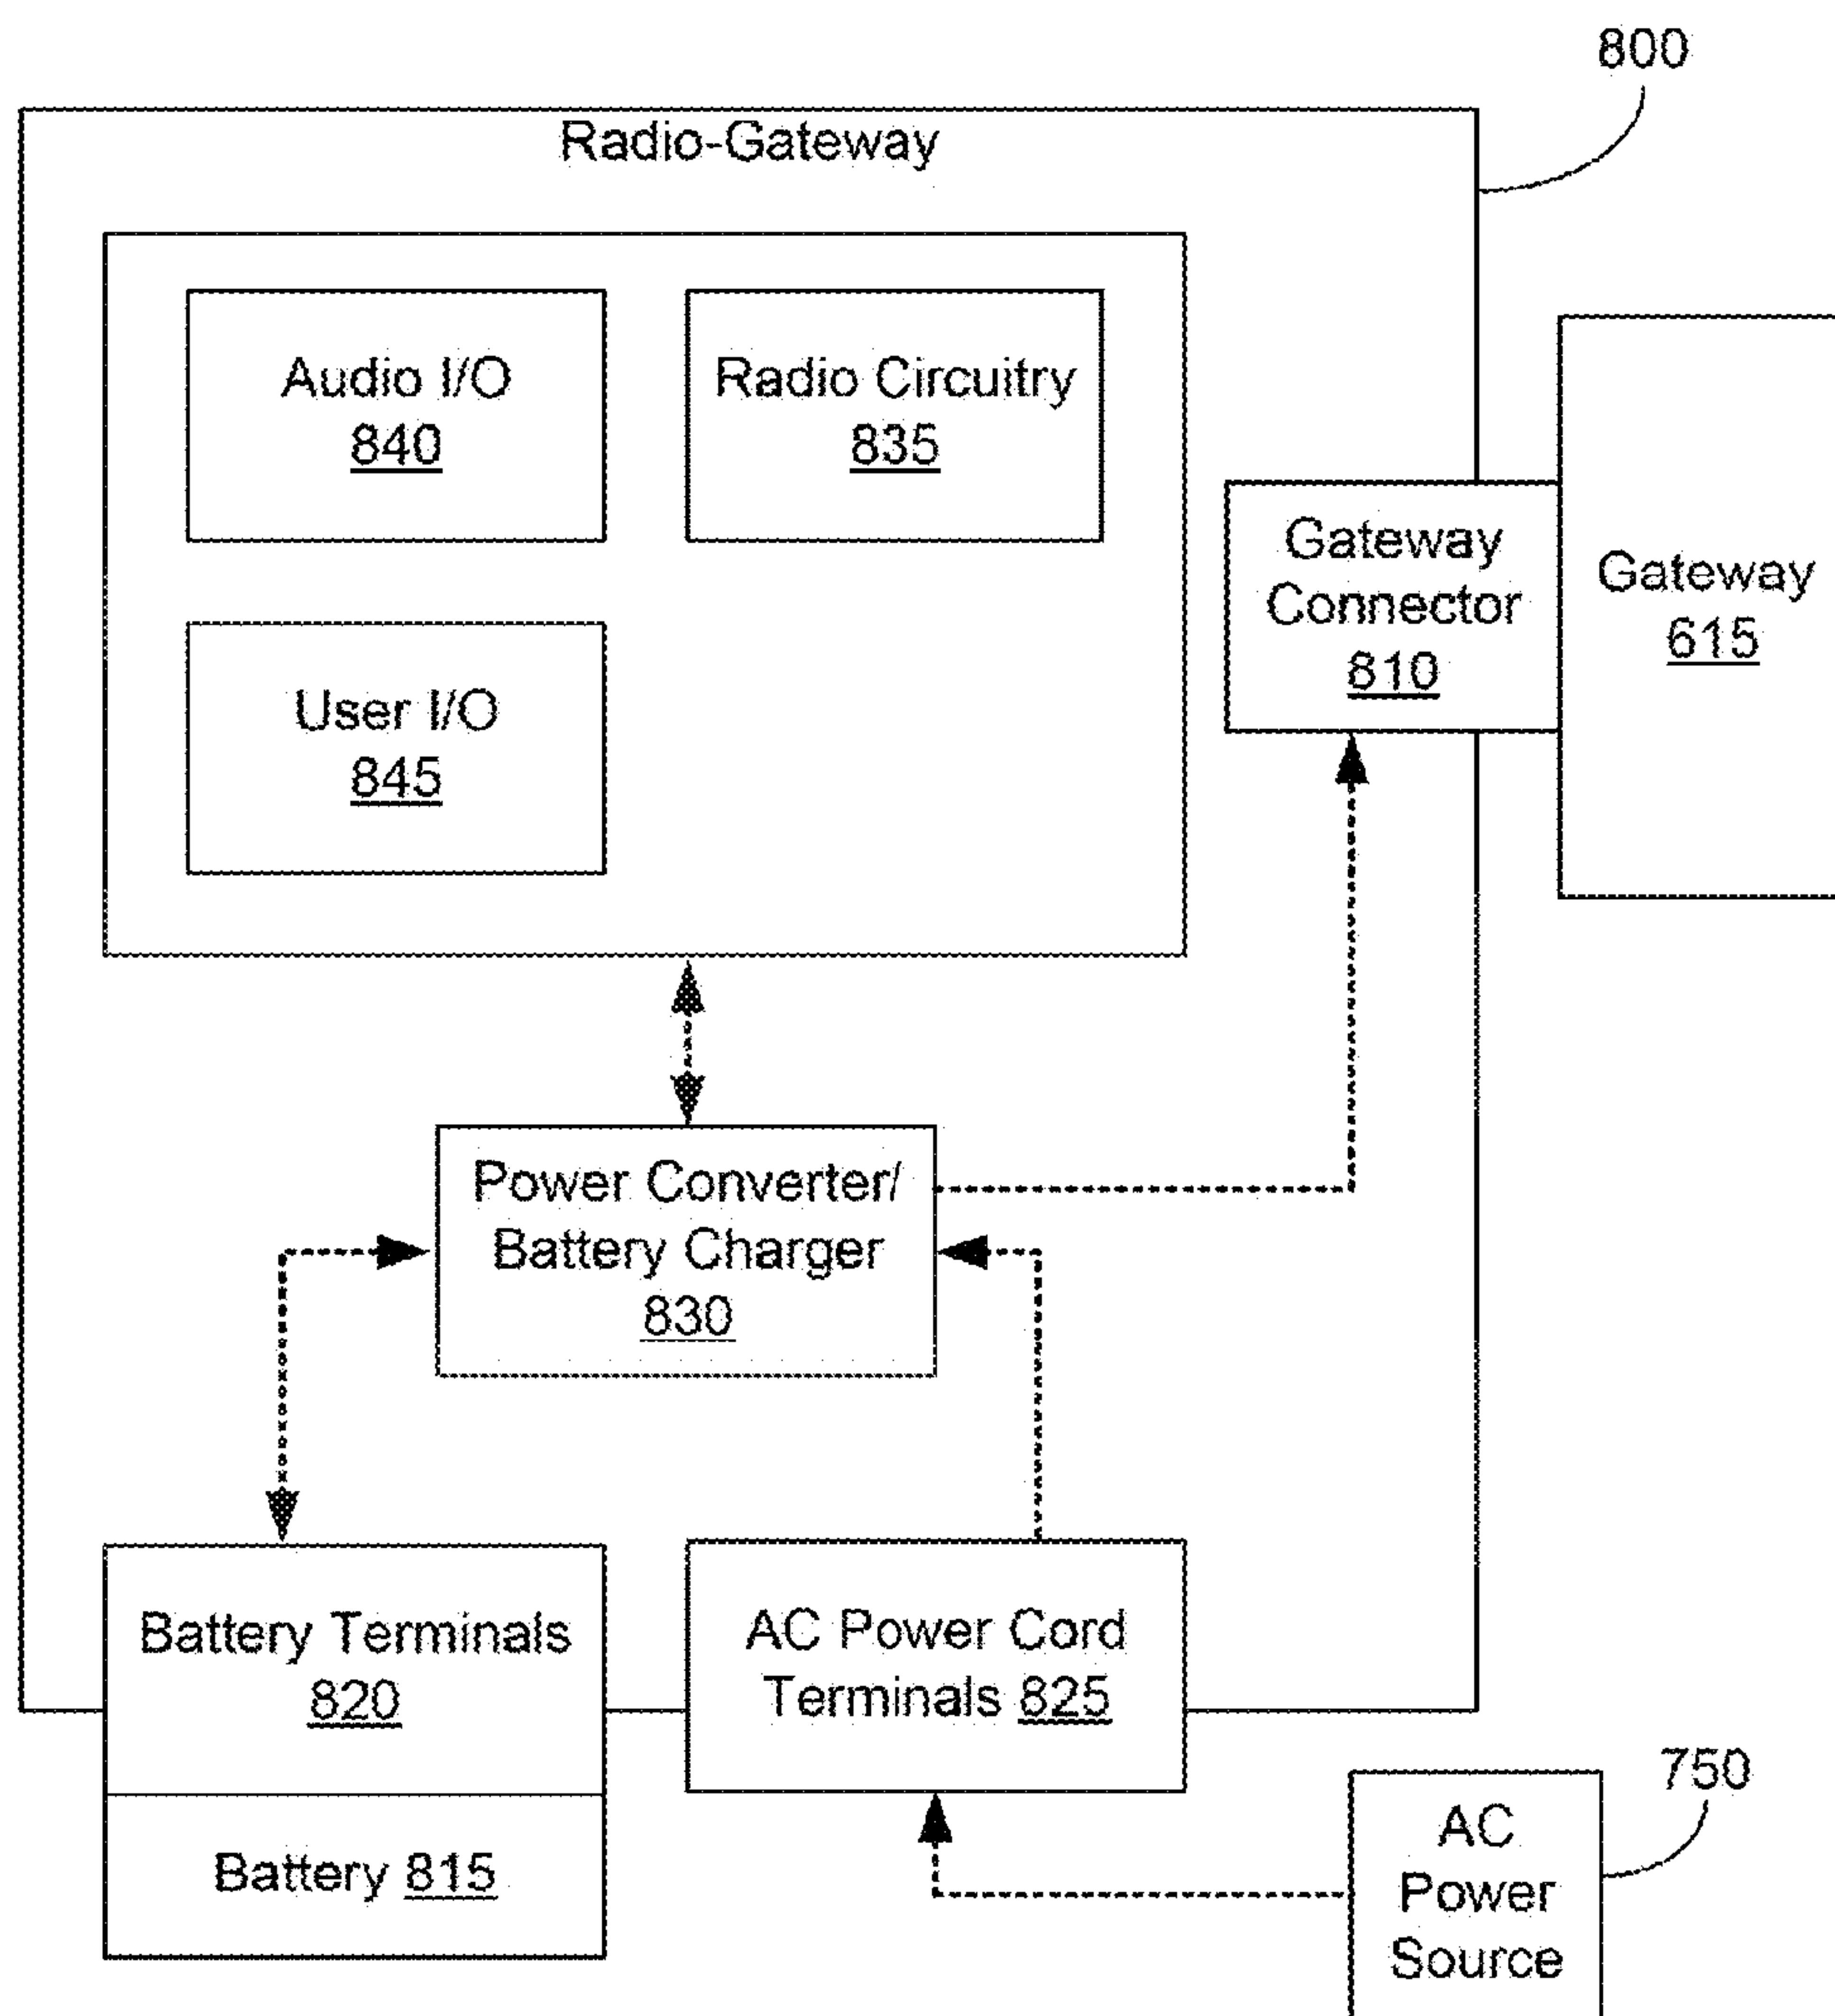 800
Radio-Gateway
Audio I/O
840
Radio Circuitry
835
Gateway
Connector
810
Gateway
615
User I/O
845
Power Converter/
Battery Charger
830
Battery Terminals
820
AC Power Cord
Terminals 825
Battery 815
750
AC
Power
Source